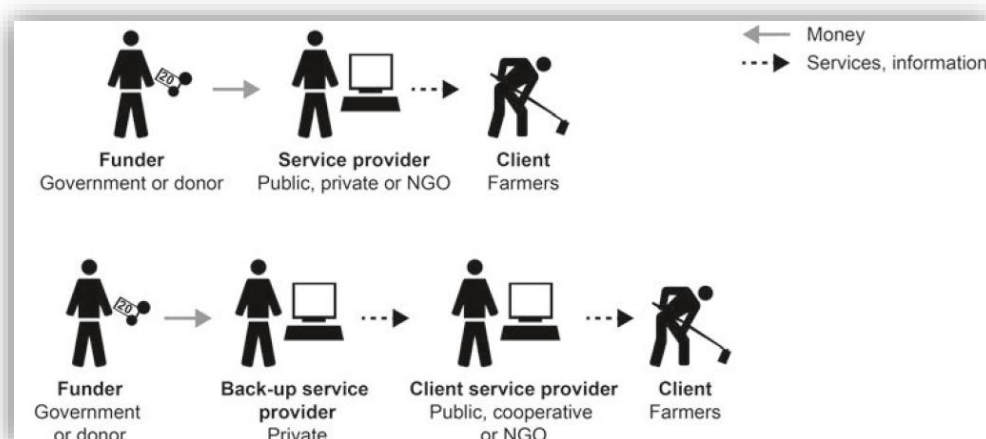 Money
Services, information
20
Funder
Government or donor
Service provider
Public, private or NGO
Client
Farmers
20
Funder
Government
or donor
Back-up service
provider
Private
Client service provider
Public, cooperative
or NGO
Client
Farmers